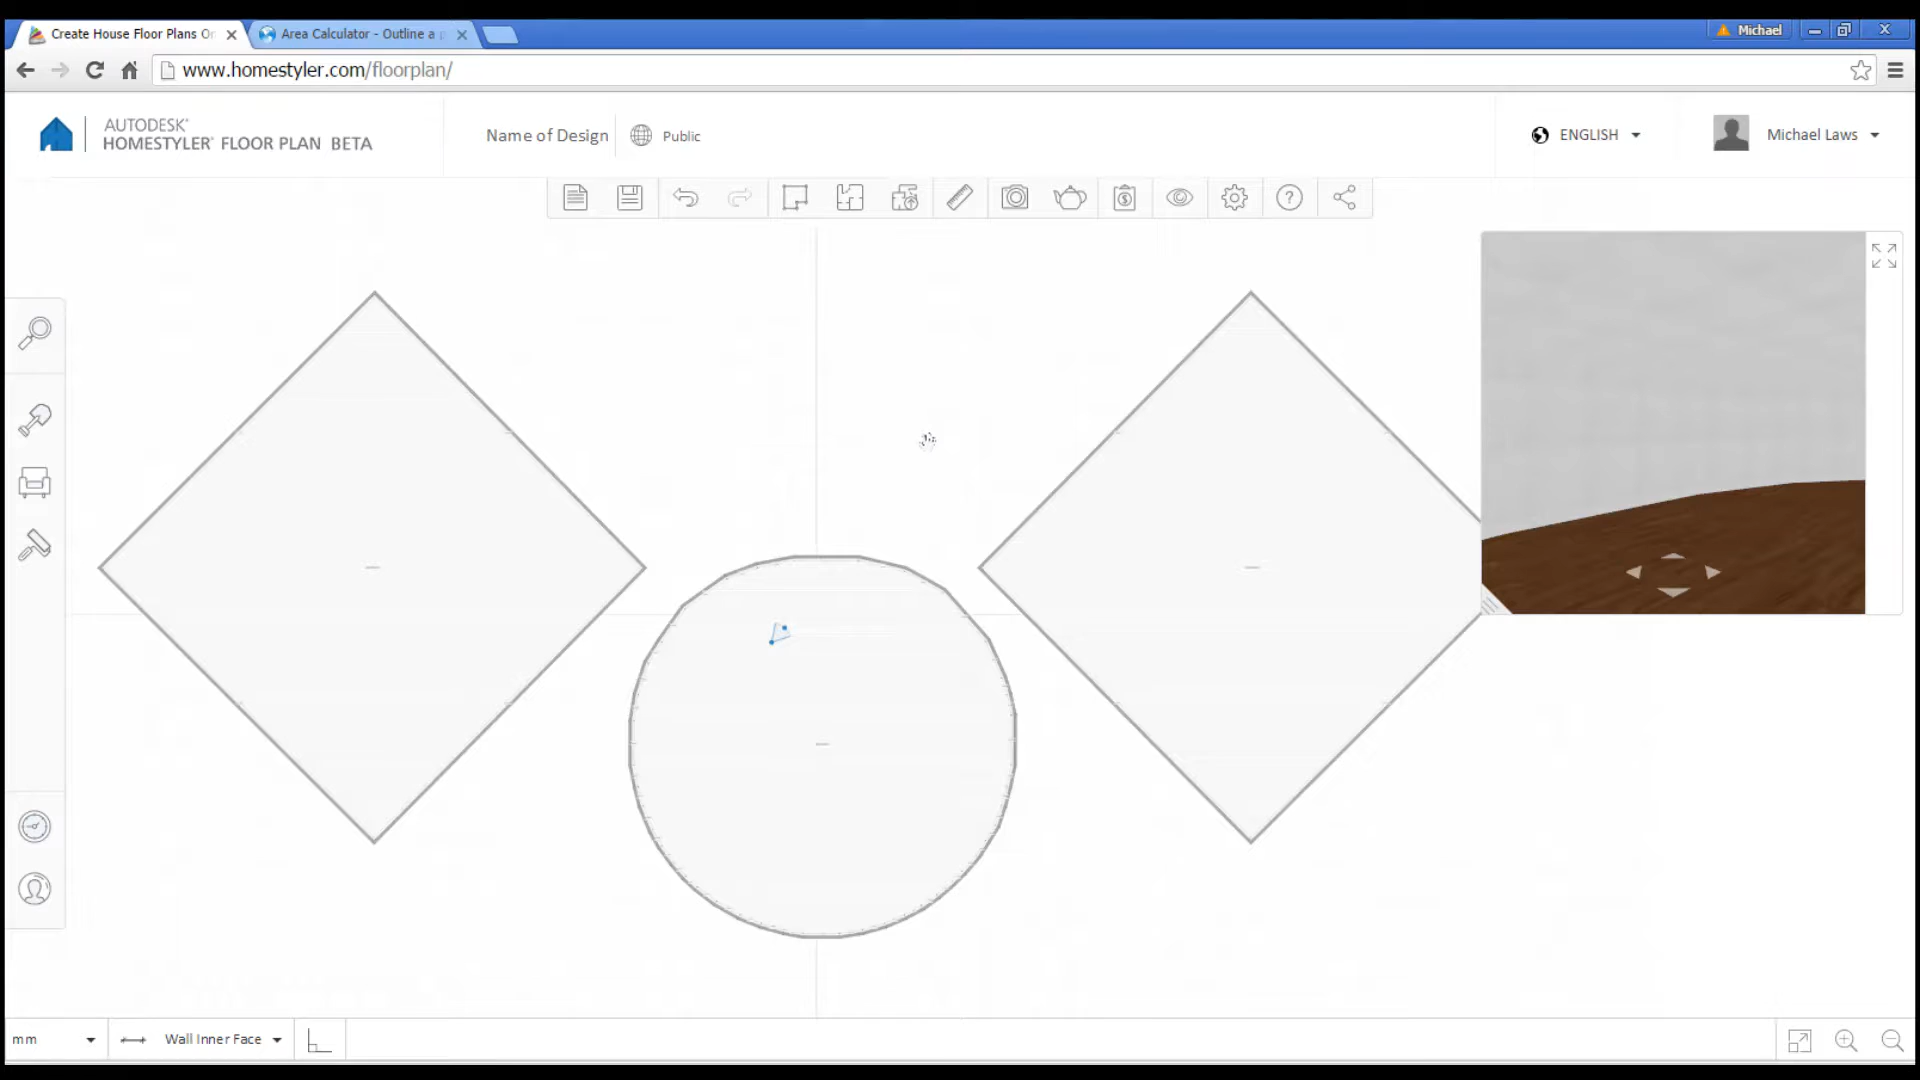 Create House Floor Plans On
Area Calculator - Outline a
Michael
www.homestyler.com/floorplan/
AUTODESK®
HOMESTYLER® FLOOR PLAN BETA
Name of Design
Public
ENGLISH
Michael Laws
mm
Wall Inner Face